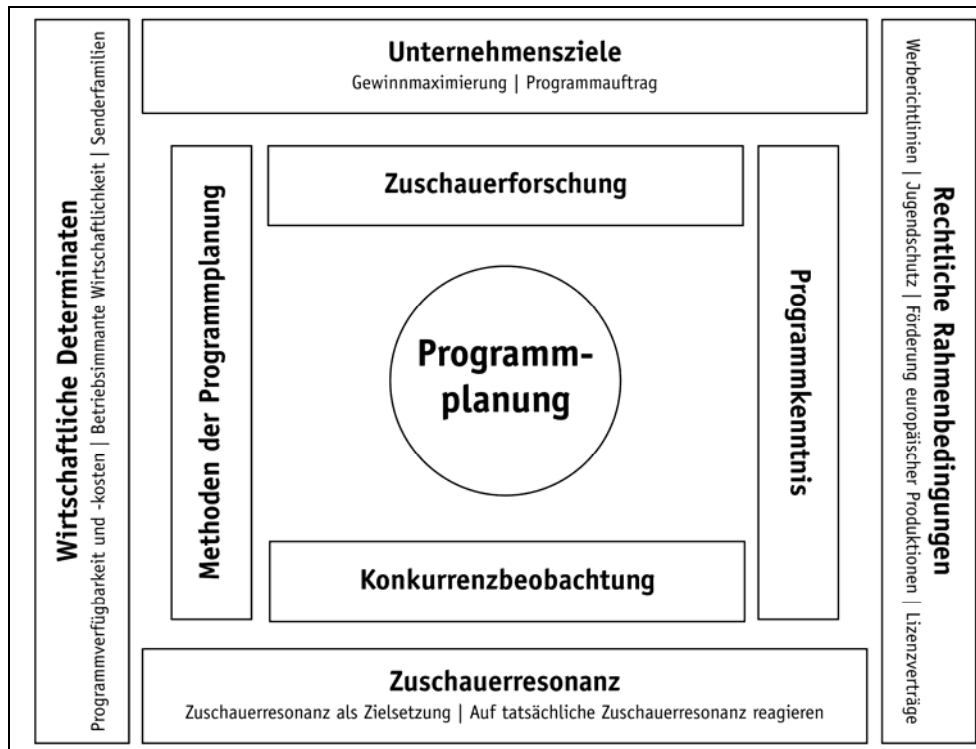 Unternehmensziele
Gewinnmaximierung | Programmauftrag
Wirtschaftliche Determinaten
Programmverfügbarkeit und -kosten | Betriebsimmante Wirtschaftlichkeit | Senderfamilien
Methoden der Programmplanung
Zuschauerforschung
Programm-
planung
Konkurrenzbeobachtung
Programmkenntnis
Rechtliche Rahmenbedingungen
Werberichtlinien | Jugendschutz | Förderung europäischer Produktionen | Lizenzverträge
Zuschauerresonanz
Zuschauerresonanz als Zielsetzung | Auf tatsächliche Zuschauerresonanz reagieren